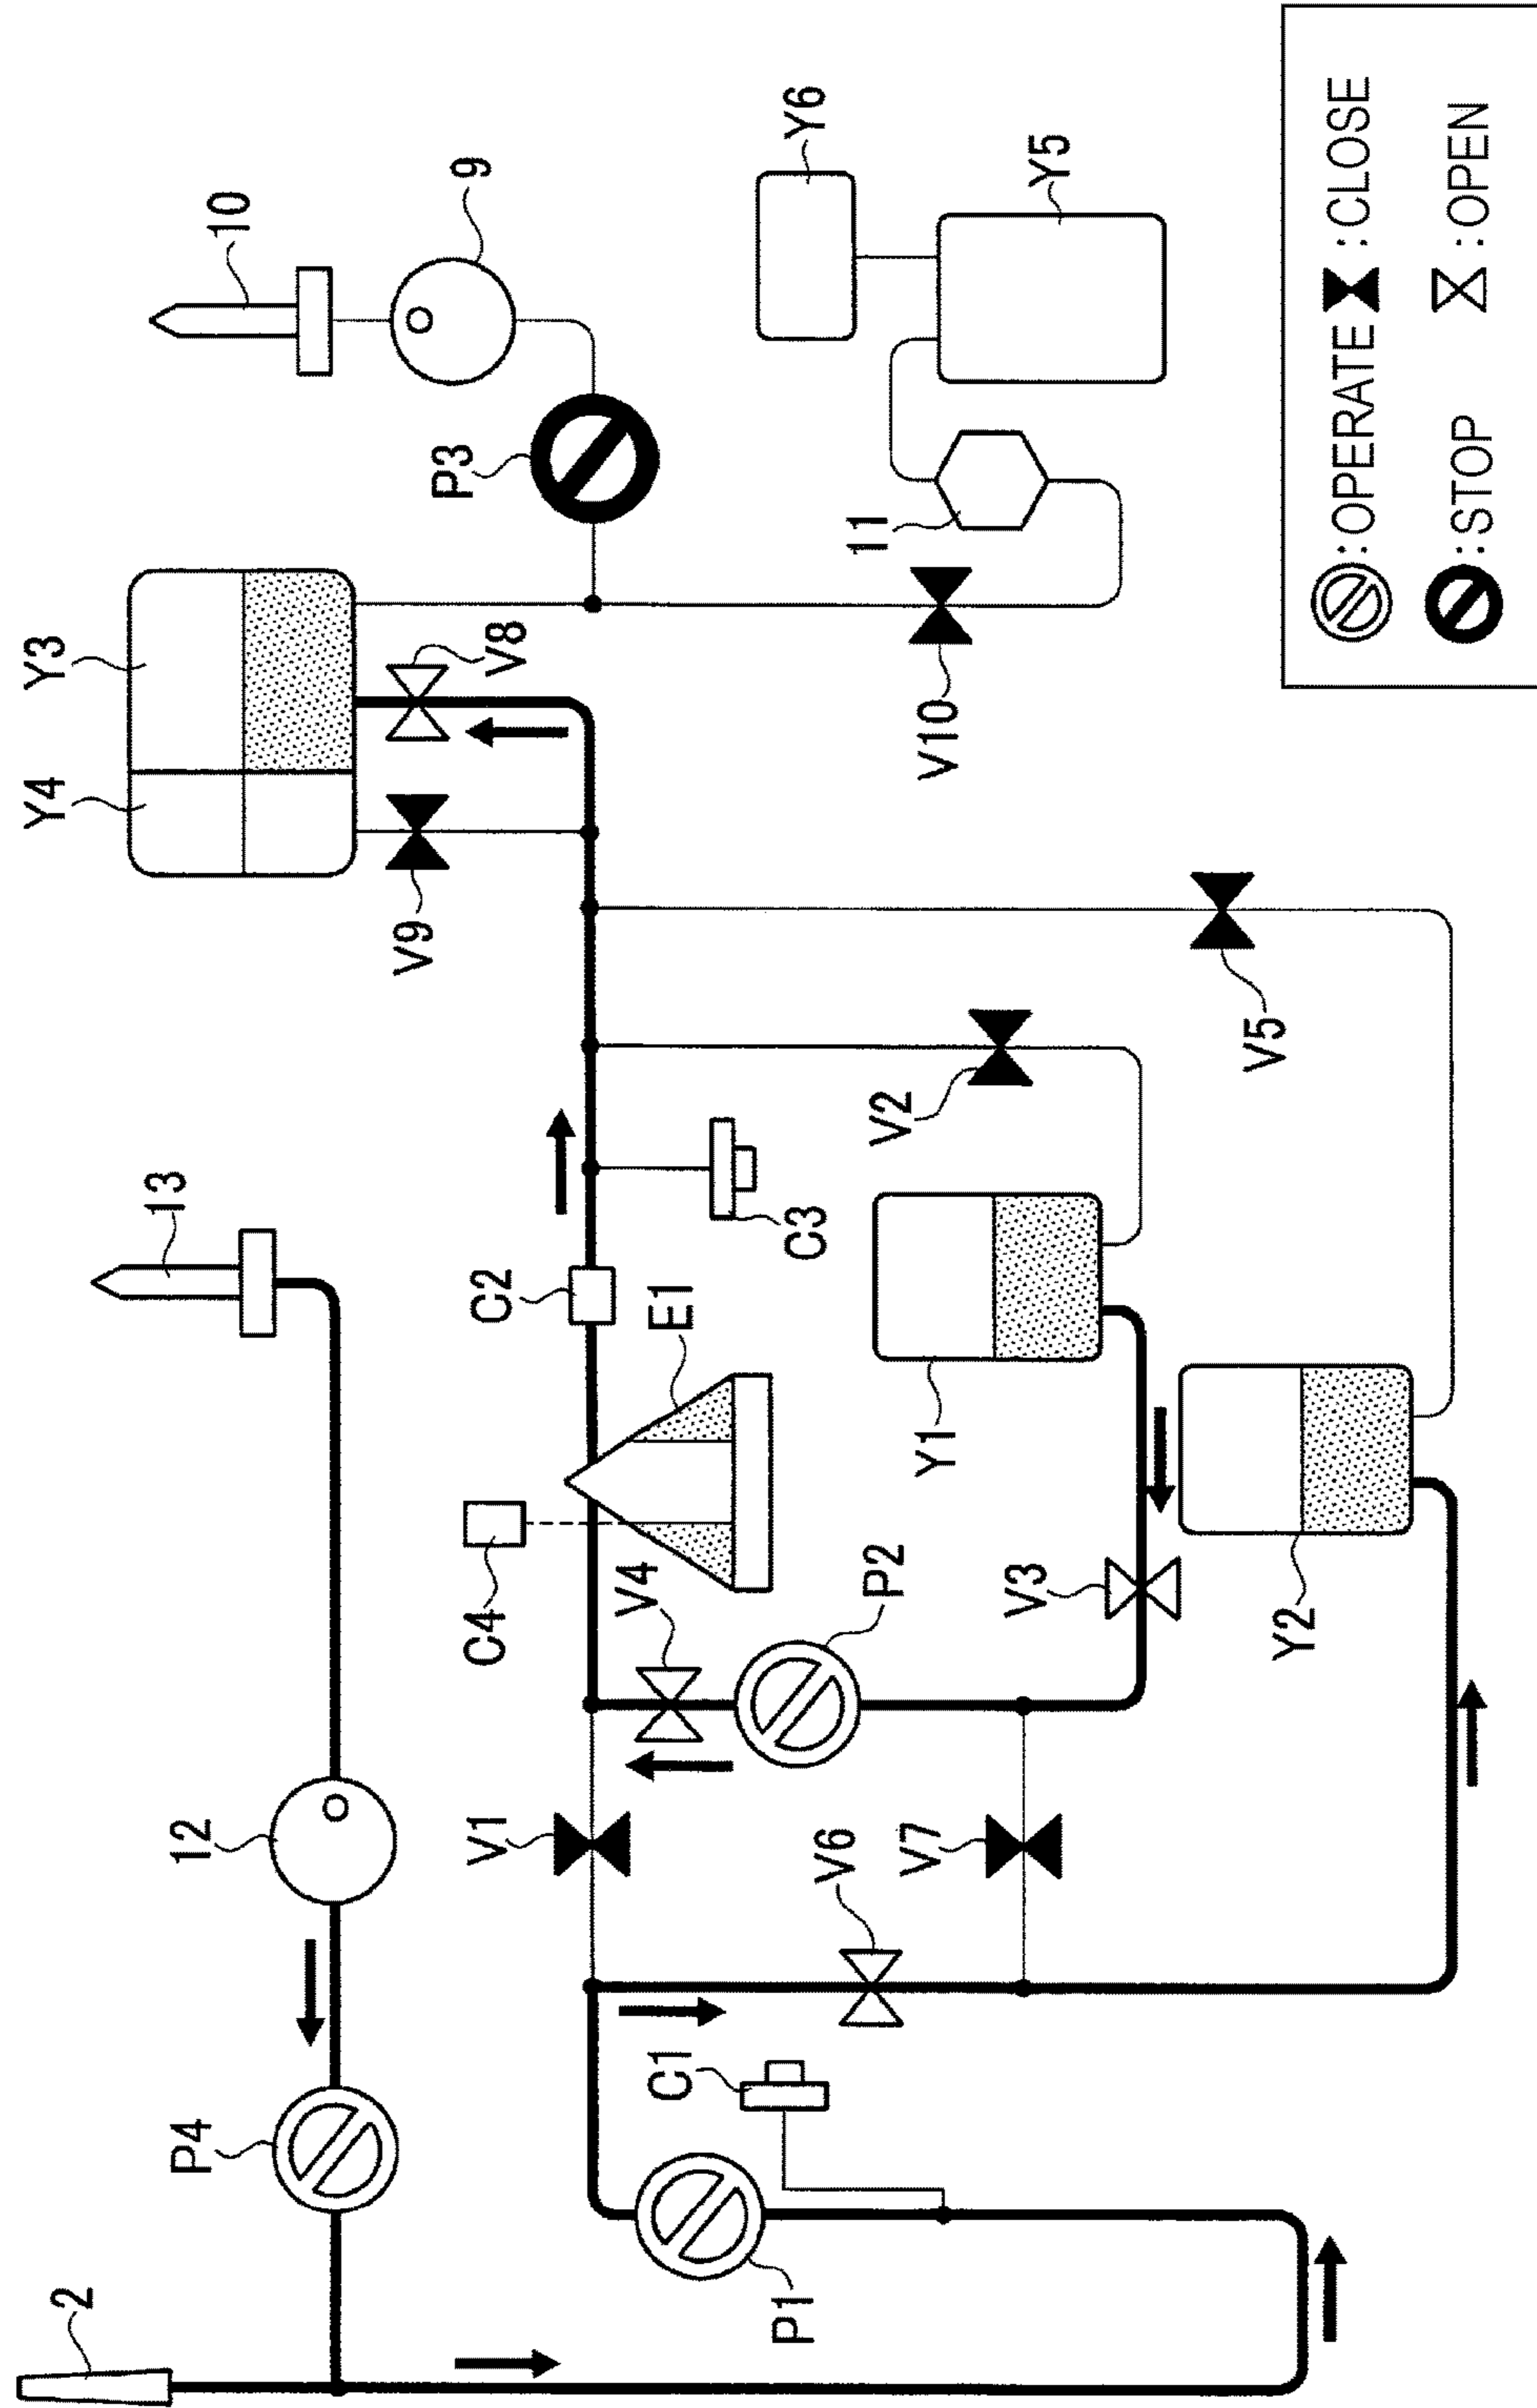 2
13
10
9
12
P4
Y4
Y3
P3
V9
V8
C4
C2
E1
C3
V1
V4
P2
P1
C1
V6
V7
V3
Y1
V2
Y2
V5
V10
11
Y6
Y5
:OPERATE
:CLOSE
:STOP
:OPEN